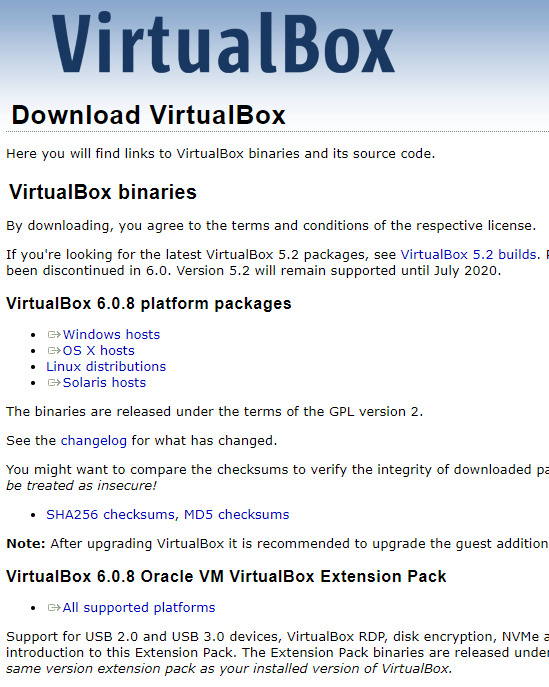 VirtualBox
Download VirtualBox
Here you will find links to VirtualBox binaries and its source code.
VirtualBox binaries
By downloading, you agree to the terms and conditions of the respective license.
If you're looking for the latest VirtualBox 5.2 packages, see VirtualBox 5.2 builds.
been discontinued in 6.0. Version 5.2 will remain supported until July 2020.
VirtualBox 6.0.8 platform packages
Windows hosts
OS X hosts
Linux distributions
Solaris hosts
The binaries are released under the terms of the GPL version 2.
See the changelog for what has changed.
You might want to compare the checksums to verify the integrity of downloaded
be treated as insecure!
SHA256 checksums, MD5 checksums
Note: After upgrading VirtualBox it is recommended to upgrade the guest addition
VirtualBox 6.0.8 Oracle VM VirtualBox Extension Pack
All supported platforms
Support for USB 2.0 and USB 3.0 devices, VirtualBox RDP, disk encryption, NVMe
introduction to this Extension Pack. The Extension Pack binaries are released under
same version extension pack as your installed version of VirtualBox.